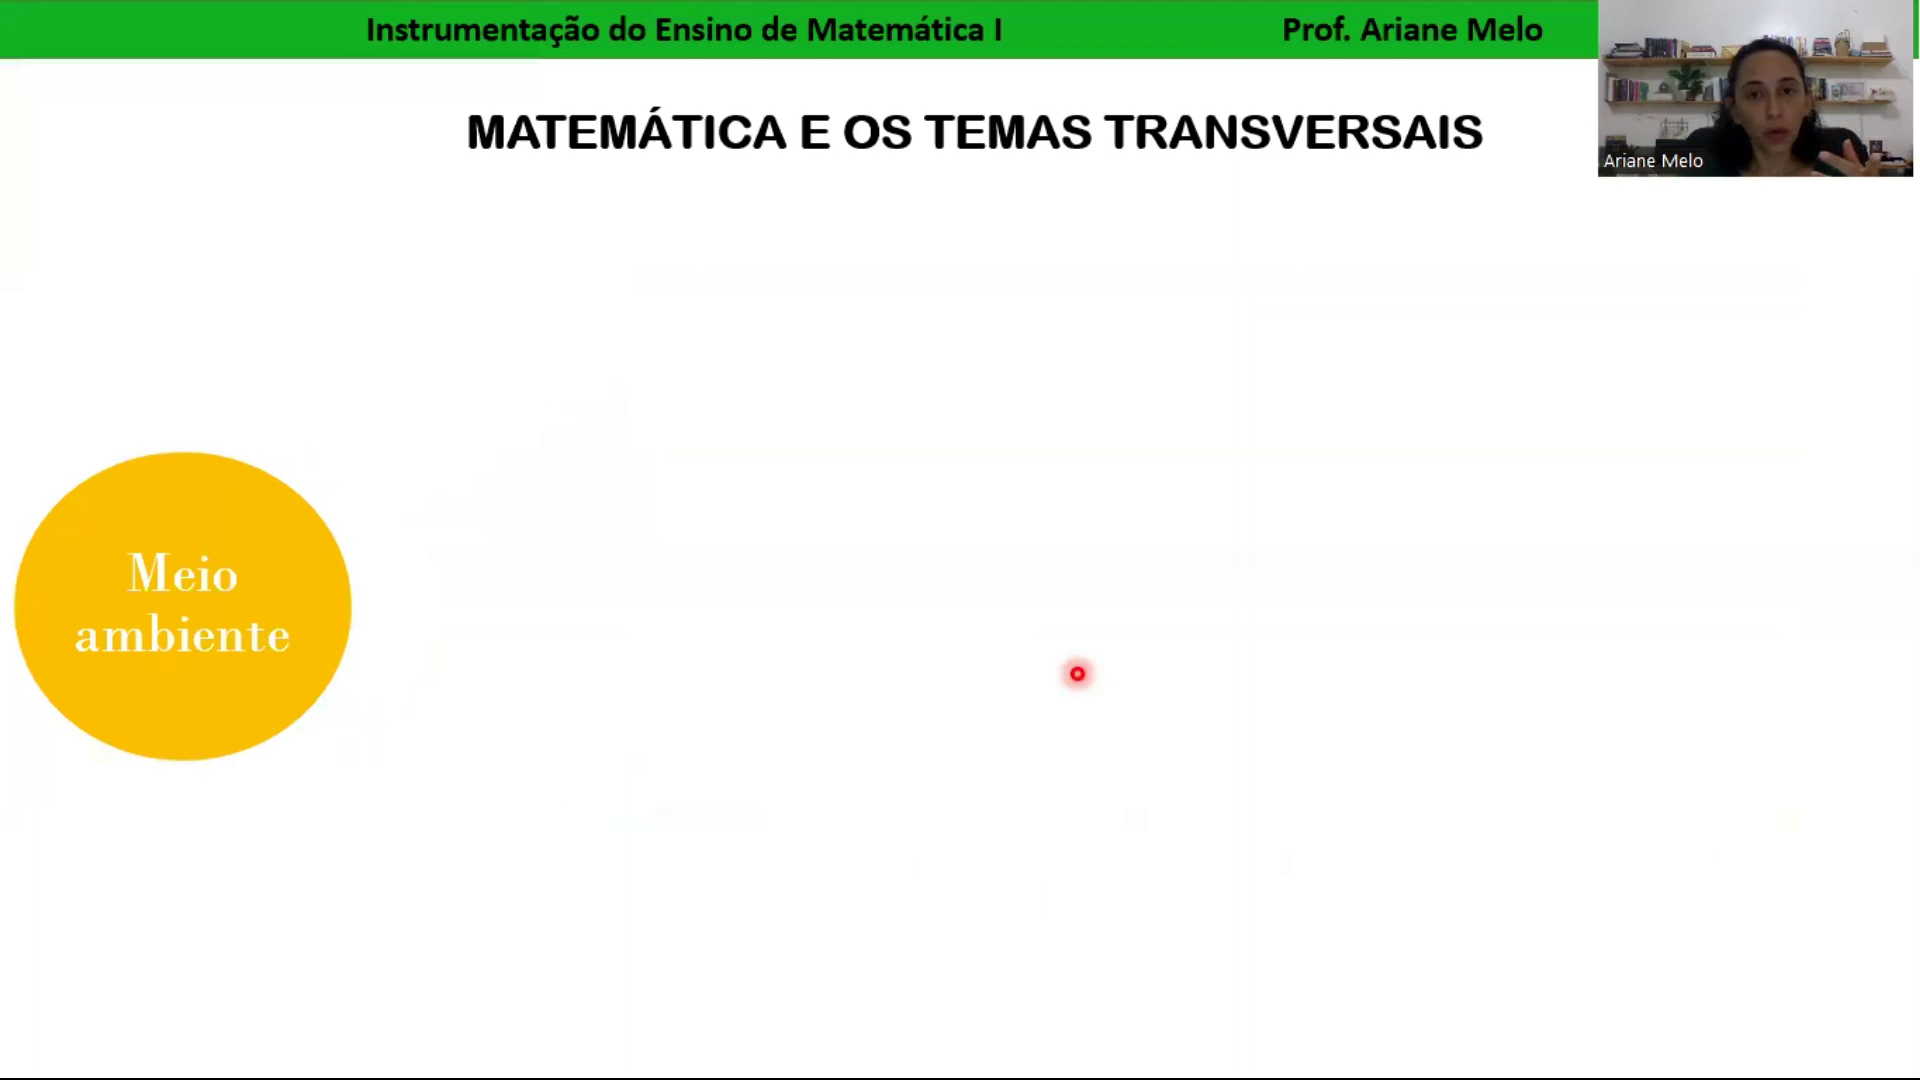 Instrumentação do Ensino de Matemática I
Prof. Ariane Melo
Ariane Melo
MATEMÁTICA E OS TEMAS TRANSVERSAIS
Meio
ambiente